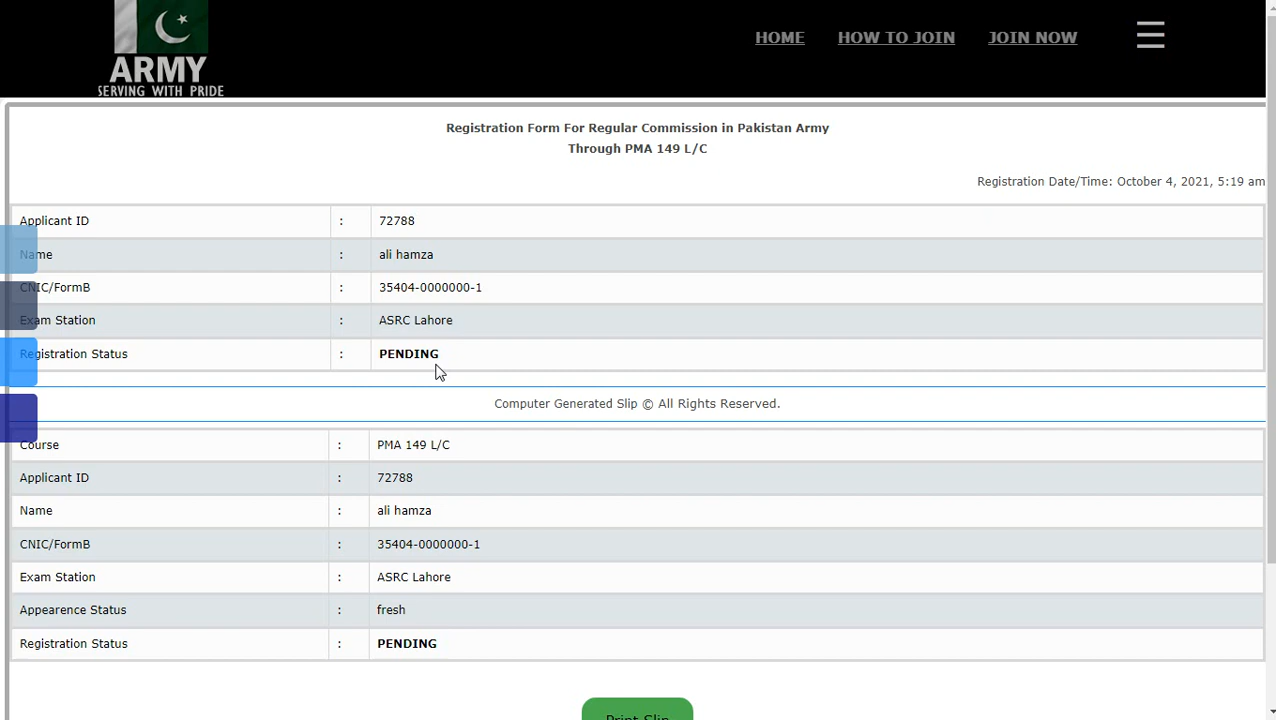 ARMY
SERVING WITH PRIDE
HOME HOW TO JOIN JOIN NOW
Registration Form For Regular Commission in Pakistan Army
Through PMA 149 L/C
Registration Date/Time: October 4, 2021, 5:19 am
Applicant ID : 72788
Name : ali hamza
CNIC/FormB : 35404-0000000-1
Exam Station : ASRC Lahore
Registration Status : PENDING
Computer Generated Slip © All Rights Reserved.
Course : PMA 149 L/C
Applicant ID : 72788
Name : ali hamza
CNIC/FormB : 35404-0000000-1
Exam Station : ASRC Lahore
Appearence Status : fresh
Registration Status : PENDING
Print Slip